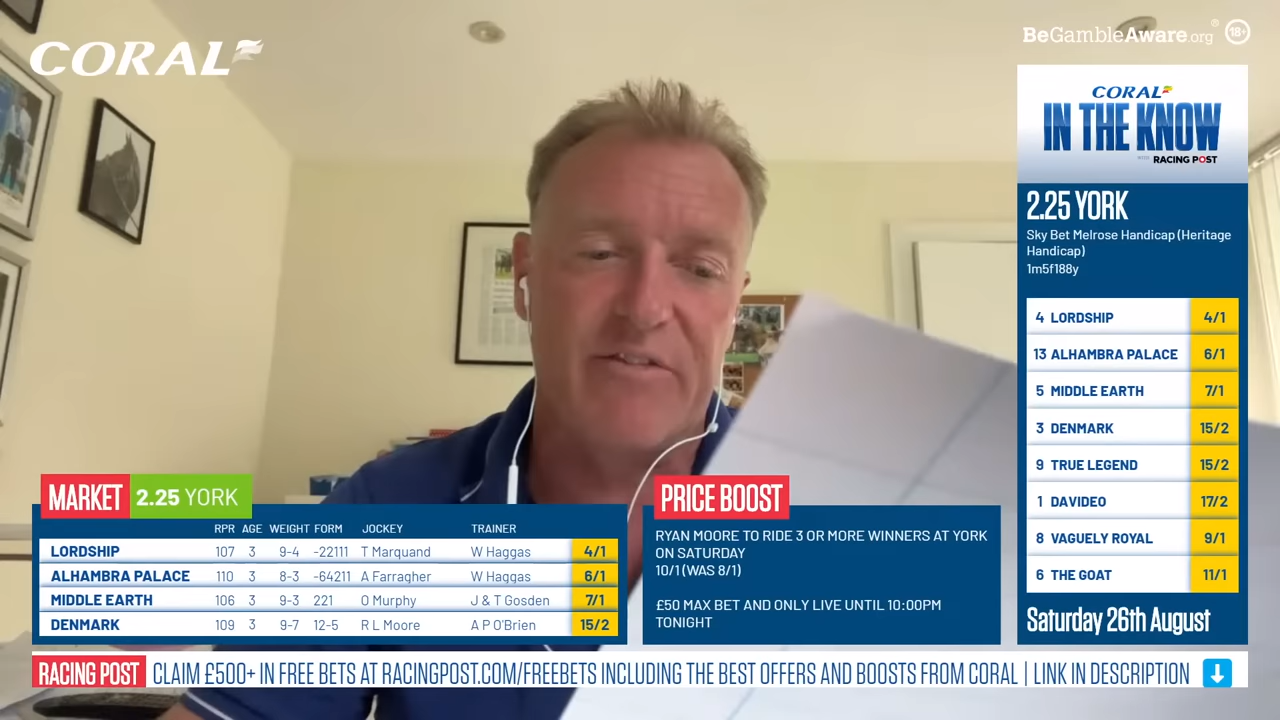 CORAL
BeGambleAware.org® 18+
CORAL
IN THE KNOW
WITH RACING POST
2.25 YORK
Sky Bet Melrose Handicap (Heritage
Handicap)
1m5f188y
4 LORDSHIP 4/1
13 ALHAMBRA PALACE 6/1
5 MIDDLE EARTH 7/1
3 DENMARK 15/2
9 TRUE LEGEND 15/2
1 DAVIDEO 17/2
8 VAGUELY ROYAL 9/1
6 THE GOAT 11/1
Saturday 26th August
MARKET 2.25 YORK
RPR AGE WEIGHT FORM JOCKEY TRAINER
LORDSHIP 107 3 9-4 -22111 T Marquand W Haggas 4/1
ALHAMBRA PALACE 110 3 8-3 -64211 A Farragher W Haggas 6/1
MIDDLE EARTH 106 3 9-3 221 O Murphy J & T Gosden 7/1
DENMARK 109 3 9-7 12-5 R L Moore A P O'Brien 15/2
PRICE BOOST
RYAN MOORE TO RIDE 3 OR MORE WINNERS AT YORK
ON SATURDAY
10/1 (WAS 8/1)
£50 MAX BET AND ONLY LIVE UNTIL 10:00PM
TONIGHT
RACING POST CLAIM £500+ IN FREE BETS AT RACINGPOST.COM/FREEBETS INCLUDING THE BEST OFFERS AND BOOSTS FROM CORAL | LINK IN DESCRIPTION